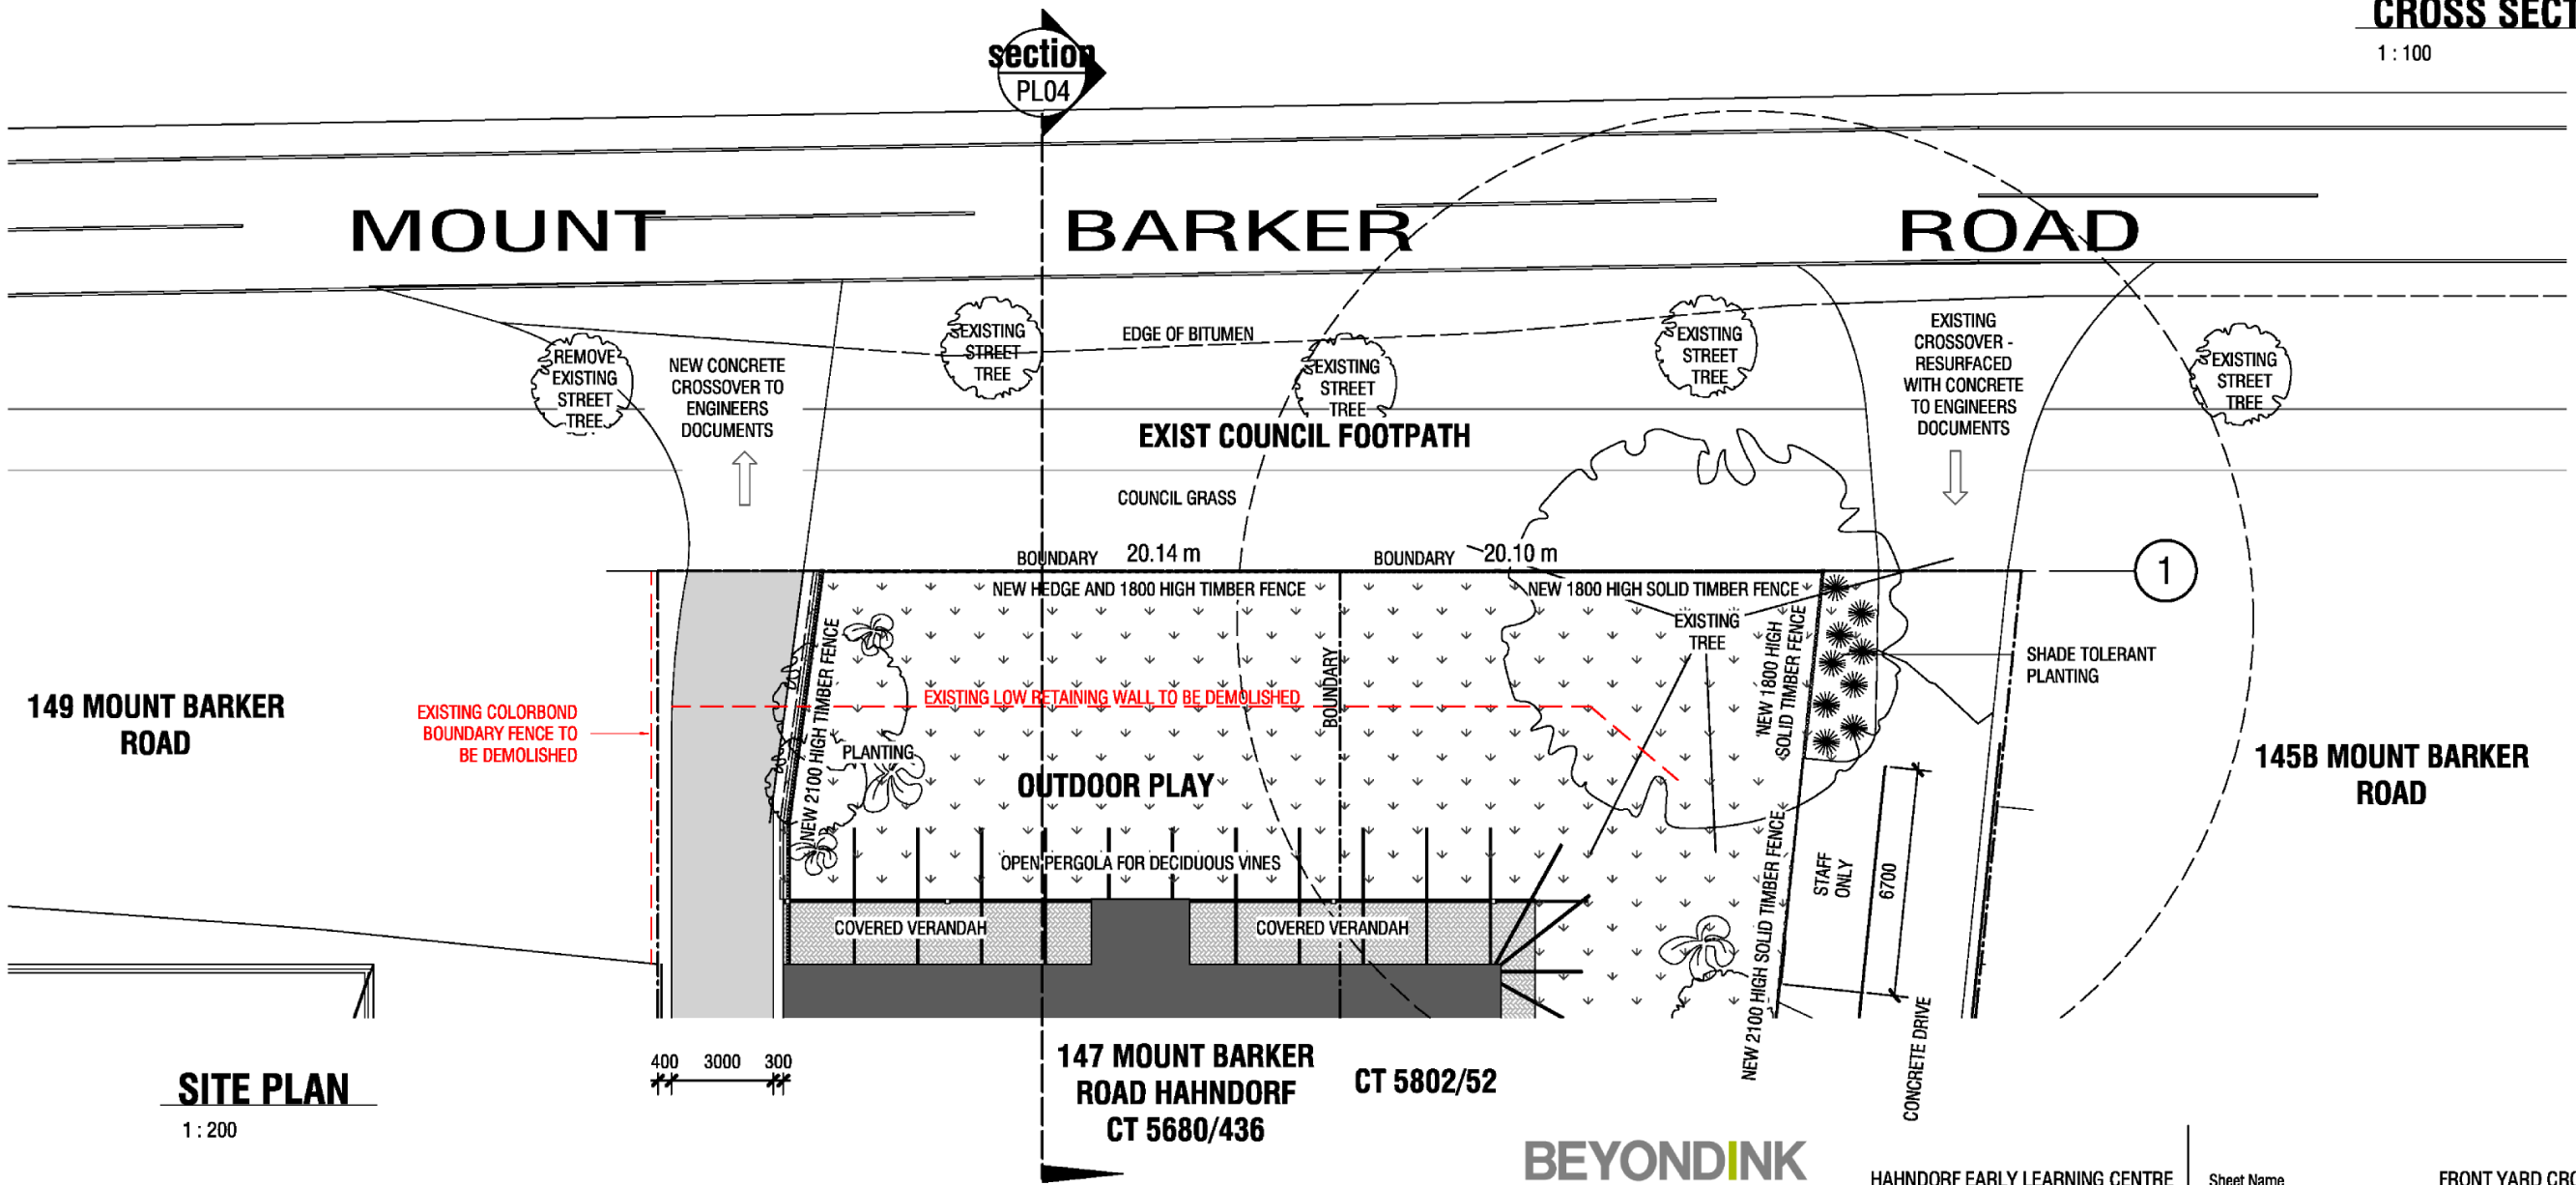 CROSS SECT
1 : 100
section
PL04
MOUNT BARKER ROAD
REMOVE
EXISTING
STREET
TREE
NEW CONCRETE
CROSSOVER TO
ENGINEERS
DOCUMENTS
EXISTING
STREET
TREE
EDGE OF BITUMEN
EXISTING
STREET
TREE
EXISTING
STREET
TREE
EXISTING
CROSSOVER -
RESURFACED
WITH CONCRETE
TO ENGINEERS
DOCUMENTS
EXISTING
STREET
TREE
EXIST COUNCIL FOOTPATH
COUNCIL GRASS
BOUNDARY 20.14 m
BOUNDARY 20.10 m
1
NEW HEDGE AND 1800 HIGH TIMBER FENCE
NEW 1800 HIGH SOLID TIMBER FENCE
EXISTING
TREE
NEW 2100 HIGH TIMBER FENCE
BOUNDARY
NEW 1800 HIGH
SOLID TIMBER FENCE
SHADE TOLERANT
PLANTING
149 MOUNT BARKER
ROAD
EXISTING COLORBOND
BOUNDARY FENCE TO
BE DEMOLISHED
EXISTING LOW RETAINING WALL TO BE DEMOLISHED
PLANTING
OUTDOOR PLAY
145B MOUNT BARKER
ROAD
OPEN PERGOLA FOR DECIDUOUS VINES
COVERED VERANDAH
COVERED VERANDAH
NEW 2100 HIGH SOLID TIMBER FENCE
STAFF
ONLY
6700
CONCRETE DRIVE
400 3000 300
SITE PLAN
1 : 200
147 MOUNT BARKER
ROAD HAHNDORF
CT 5680/436
CT 5802/52
BEYONDINK
HAHNDORF EARLY LEARNING CENTRE
Sheet Name
FRONT YARD CRO